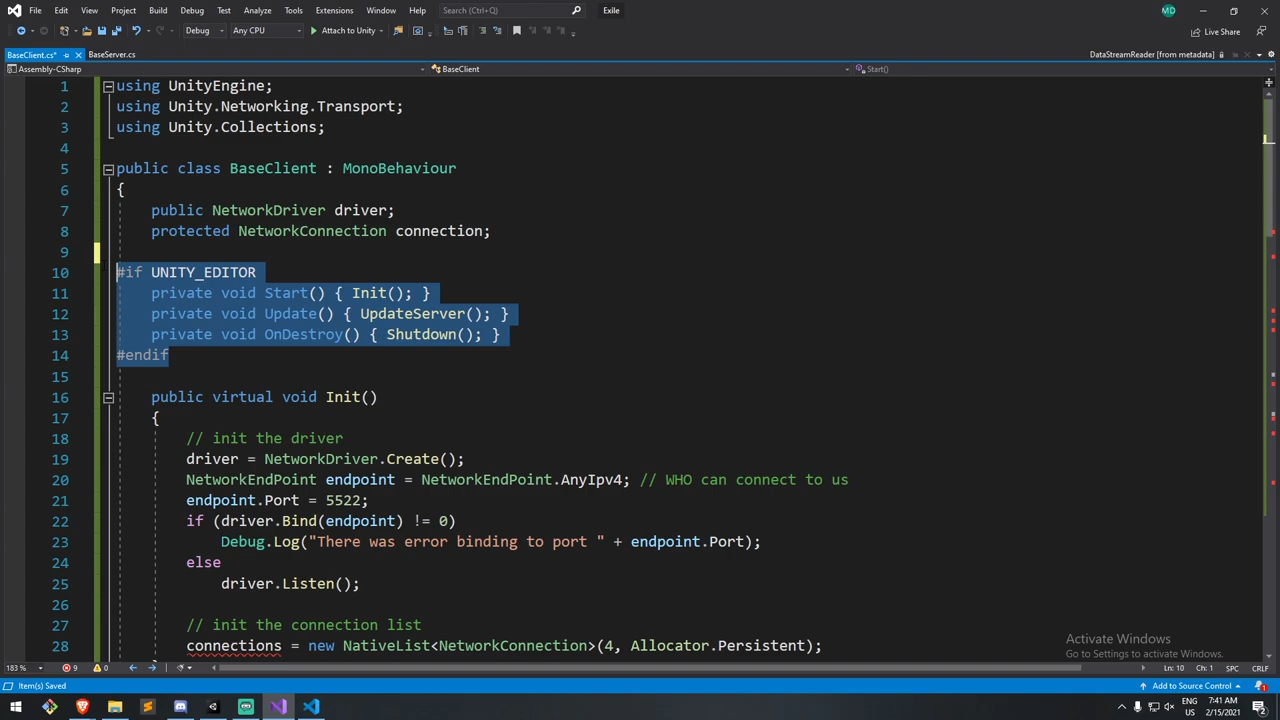 File Edit View Git Project Build Debug Test Analyze Tools Extensions Window Help Search (Ctrl+Q) Exile MD
Debug Any CPU Attach to Unity Live Share
BaseClient.cs* BaseServer.cs DataStreamReader [from metadata]
Assembly-CSharp BaseClient Start()
1 using UnityEngine;
2 using Unity.Networking.Transport;
3 using Unity.Collections;
4
5 public class BaseClient : MonoBehaviour
6 {
7 public NetworkDriver driver;
8 protected NetworkConnection connection;
9
10 #if UNITY_EDITOR
11 private void Start() { Init(); }
12 private void Update() { UpdateServer(); }
13 private void OnDestroy() { Shutdown(); }
14 #endif
15
16 public virtual void Init()
17 {
18 // init the driver
19 driver = NetworkDriver.Create();
20 NetworkEndPoint endpoint = NetworkEndPoint.AnyIpv4; // WHO can connect to us
21 endpoint.Port = 5522;
22 if (driver.Bind(endpoint) != 0)
23 Debug.Log("There was error binding to port " + endpoint.Port);
24 else
25 driver.Listen();
26
27 // init the connection list
28 connections = new NativeList<NetworkConnection>(4, Allocator.Persistent);
Activate Windows
Go to Settings to activate Windows.
183 % 9 0 Ln: 10 Ch: 1 SPC CRLF
Item(s) Saved Add to Source Control 1
ENG 7:41 AM
US 2/15/2021 2